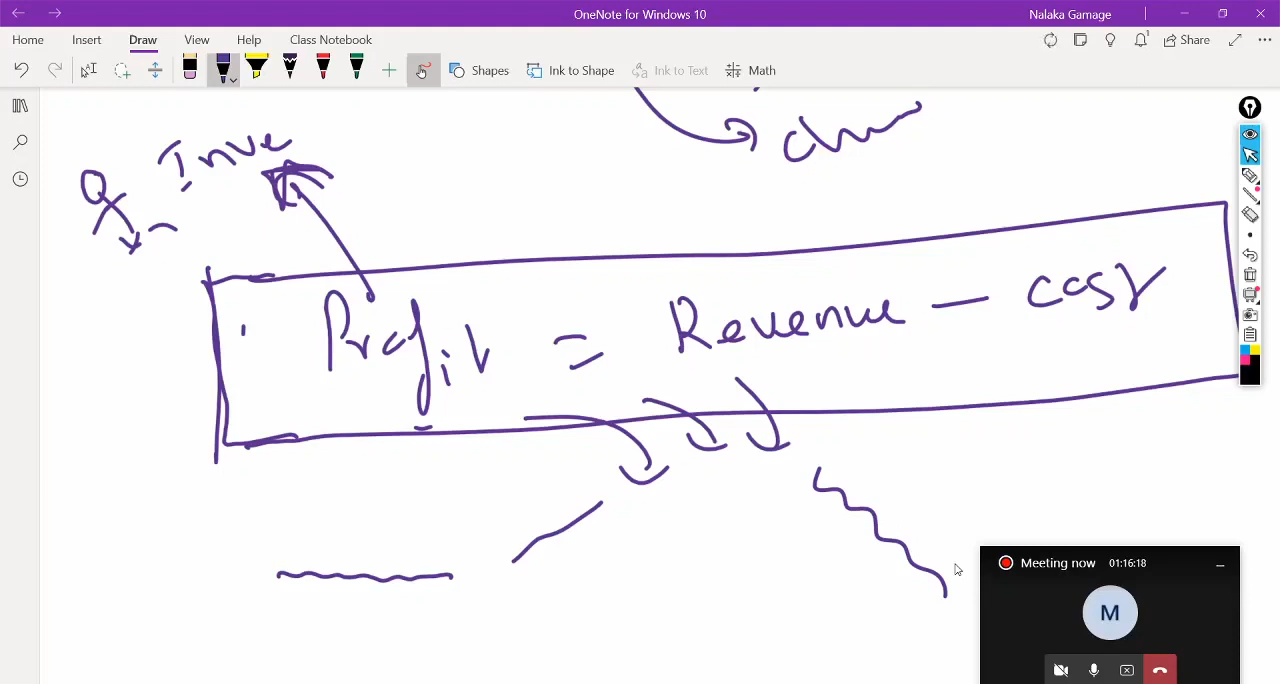 OneNote for Windows 10
Nalaka Gamage
Home Insert Draw View Help Class Notebook
Share
Shapes Ink to Shape Ink to Text Math
Inve
Profit = Revenue - cost
Meeting now 01:16:18
M